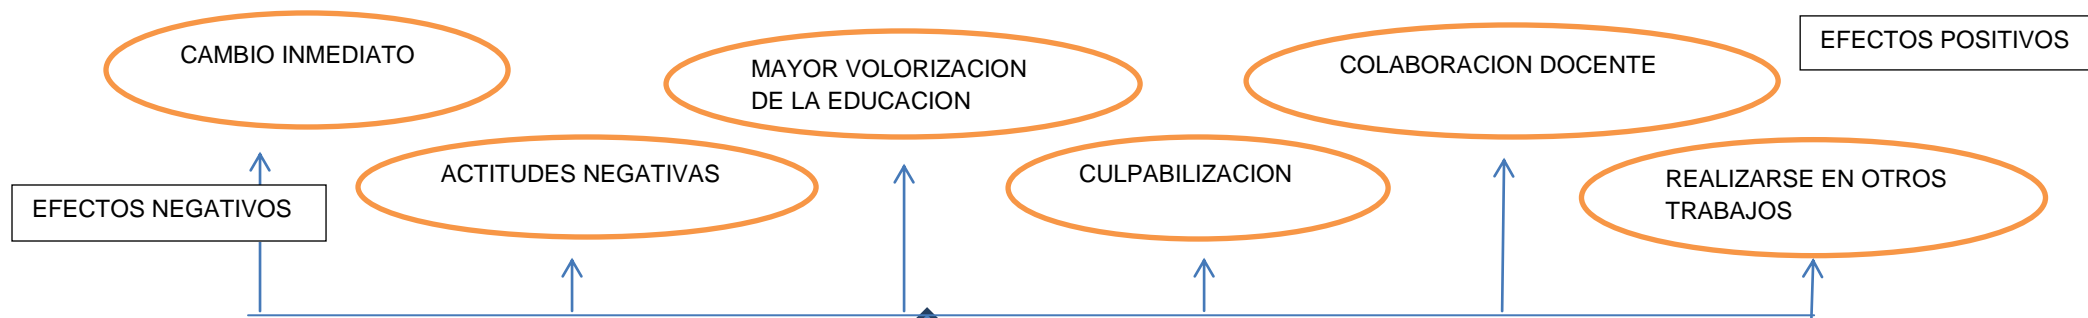 CAMBIO INMEDIATO
MAYOR VOLORIZACION
DE LA EDUCACION
COLABORACION DOCENTE
EFECTOS POSITIVOS
EFECTOS NEGATIVOS
ACTITUDES NEGATIVAS
CULPABILIZACION
REALIZARSE EN OTROS
TRABAJOS